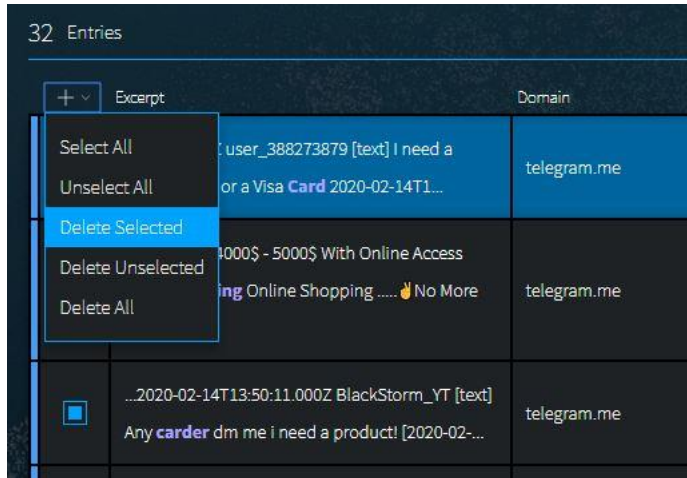 32 Entries
Excerpt
Domain
Select All
Unselect All
Delete Selected
Delete Unselected
Delete All
user_388273879 [text] I need a
or a Visa Card 2020-02-14T1...
telegram.me
4000$ - 5000$ With Online Access
ing Online Shopping .....✌No More
telegram.me
...2020-02-14T13:50:11.000Z BlackStorm_YT [text]
Any carder dm me i need a product! [2020-02-...
telegram.me